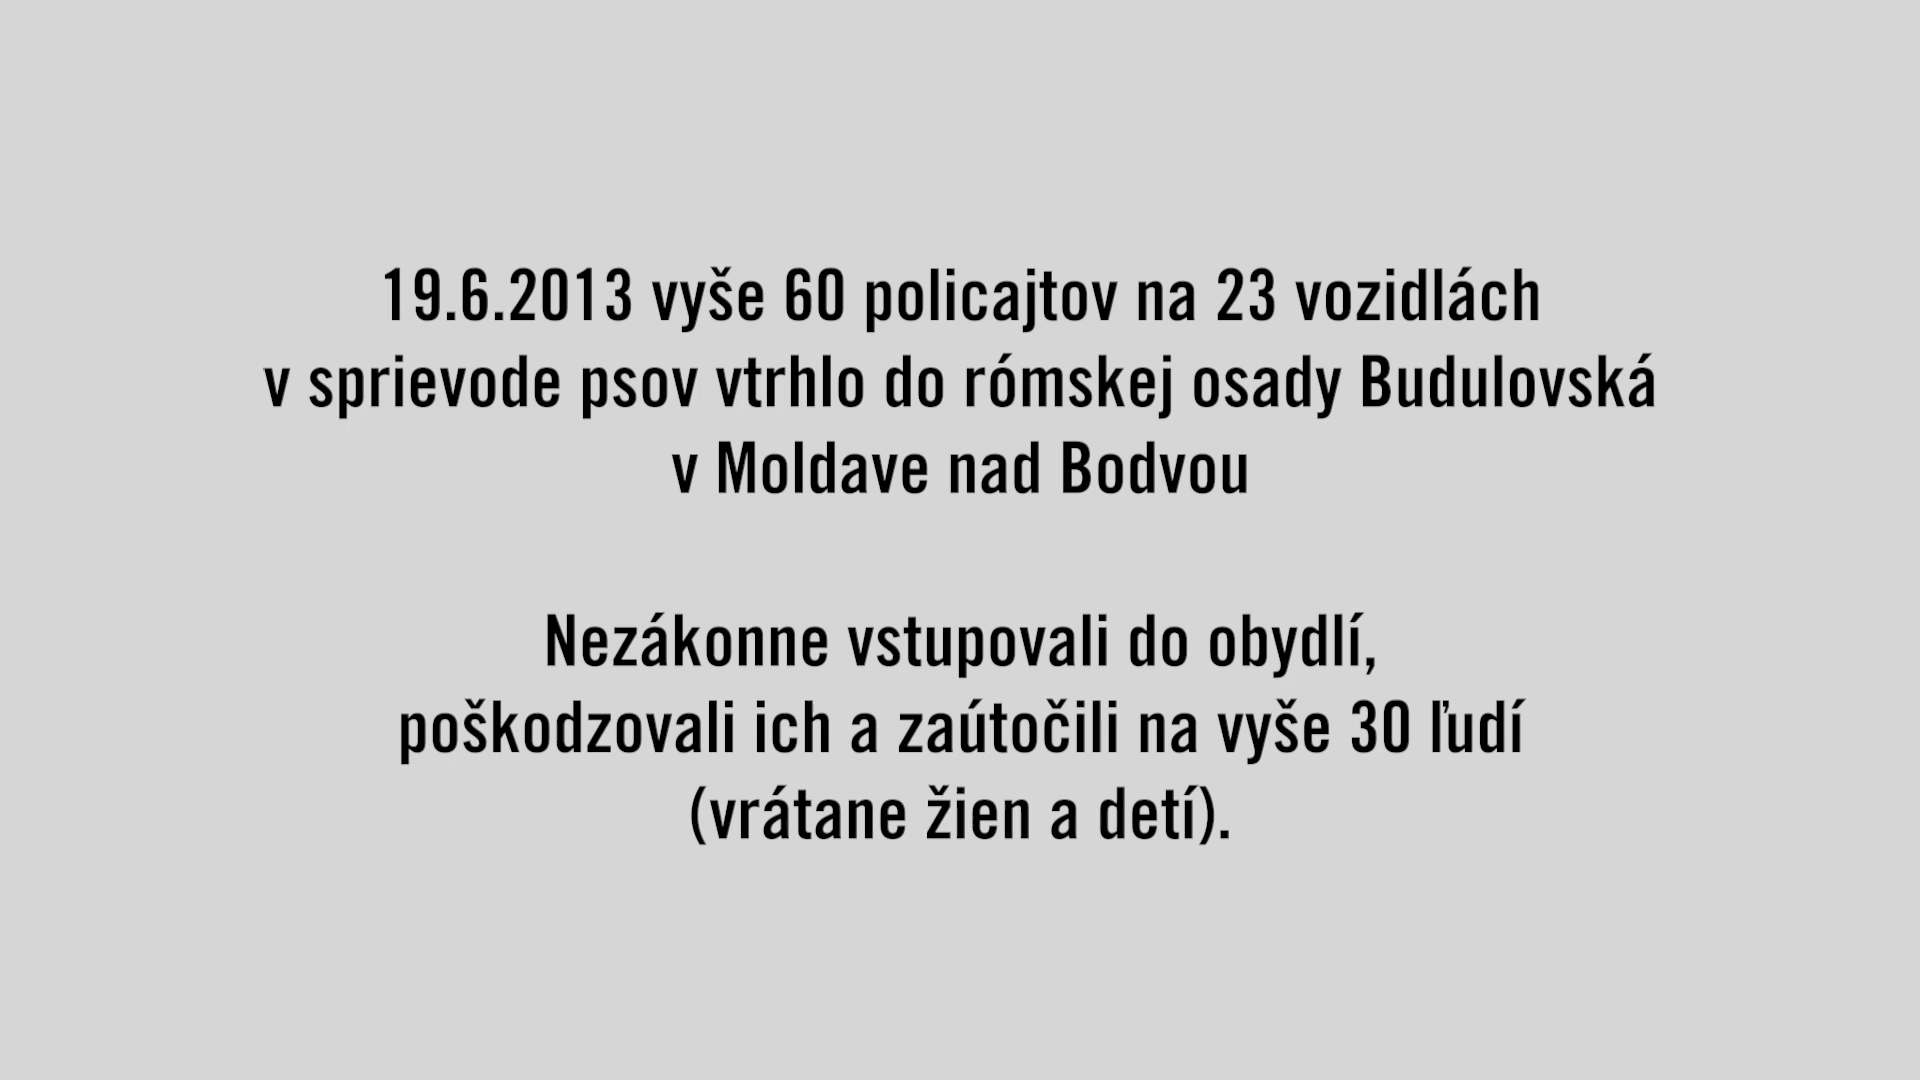 19.6.2013 vyše 60 policajtov na 23 vozidlách
v sprievode psov vtrhlo do rómskej osady Budulovská
v Moldave nad Bodvou
Nezákonne vstupovali do obydlí,
poškodzovali ich a zaútočili na vyše 30 ľudí
(vrátane žien a detí).